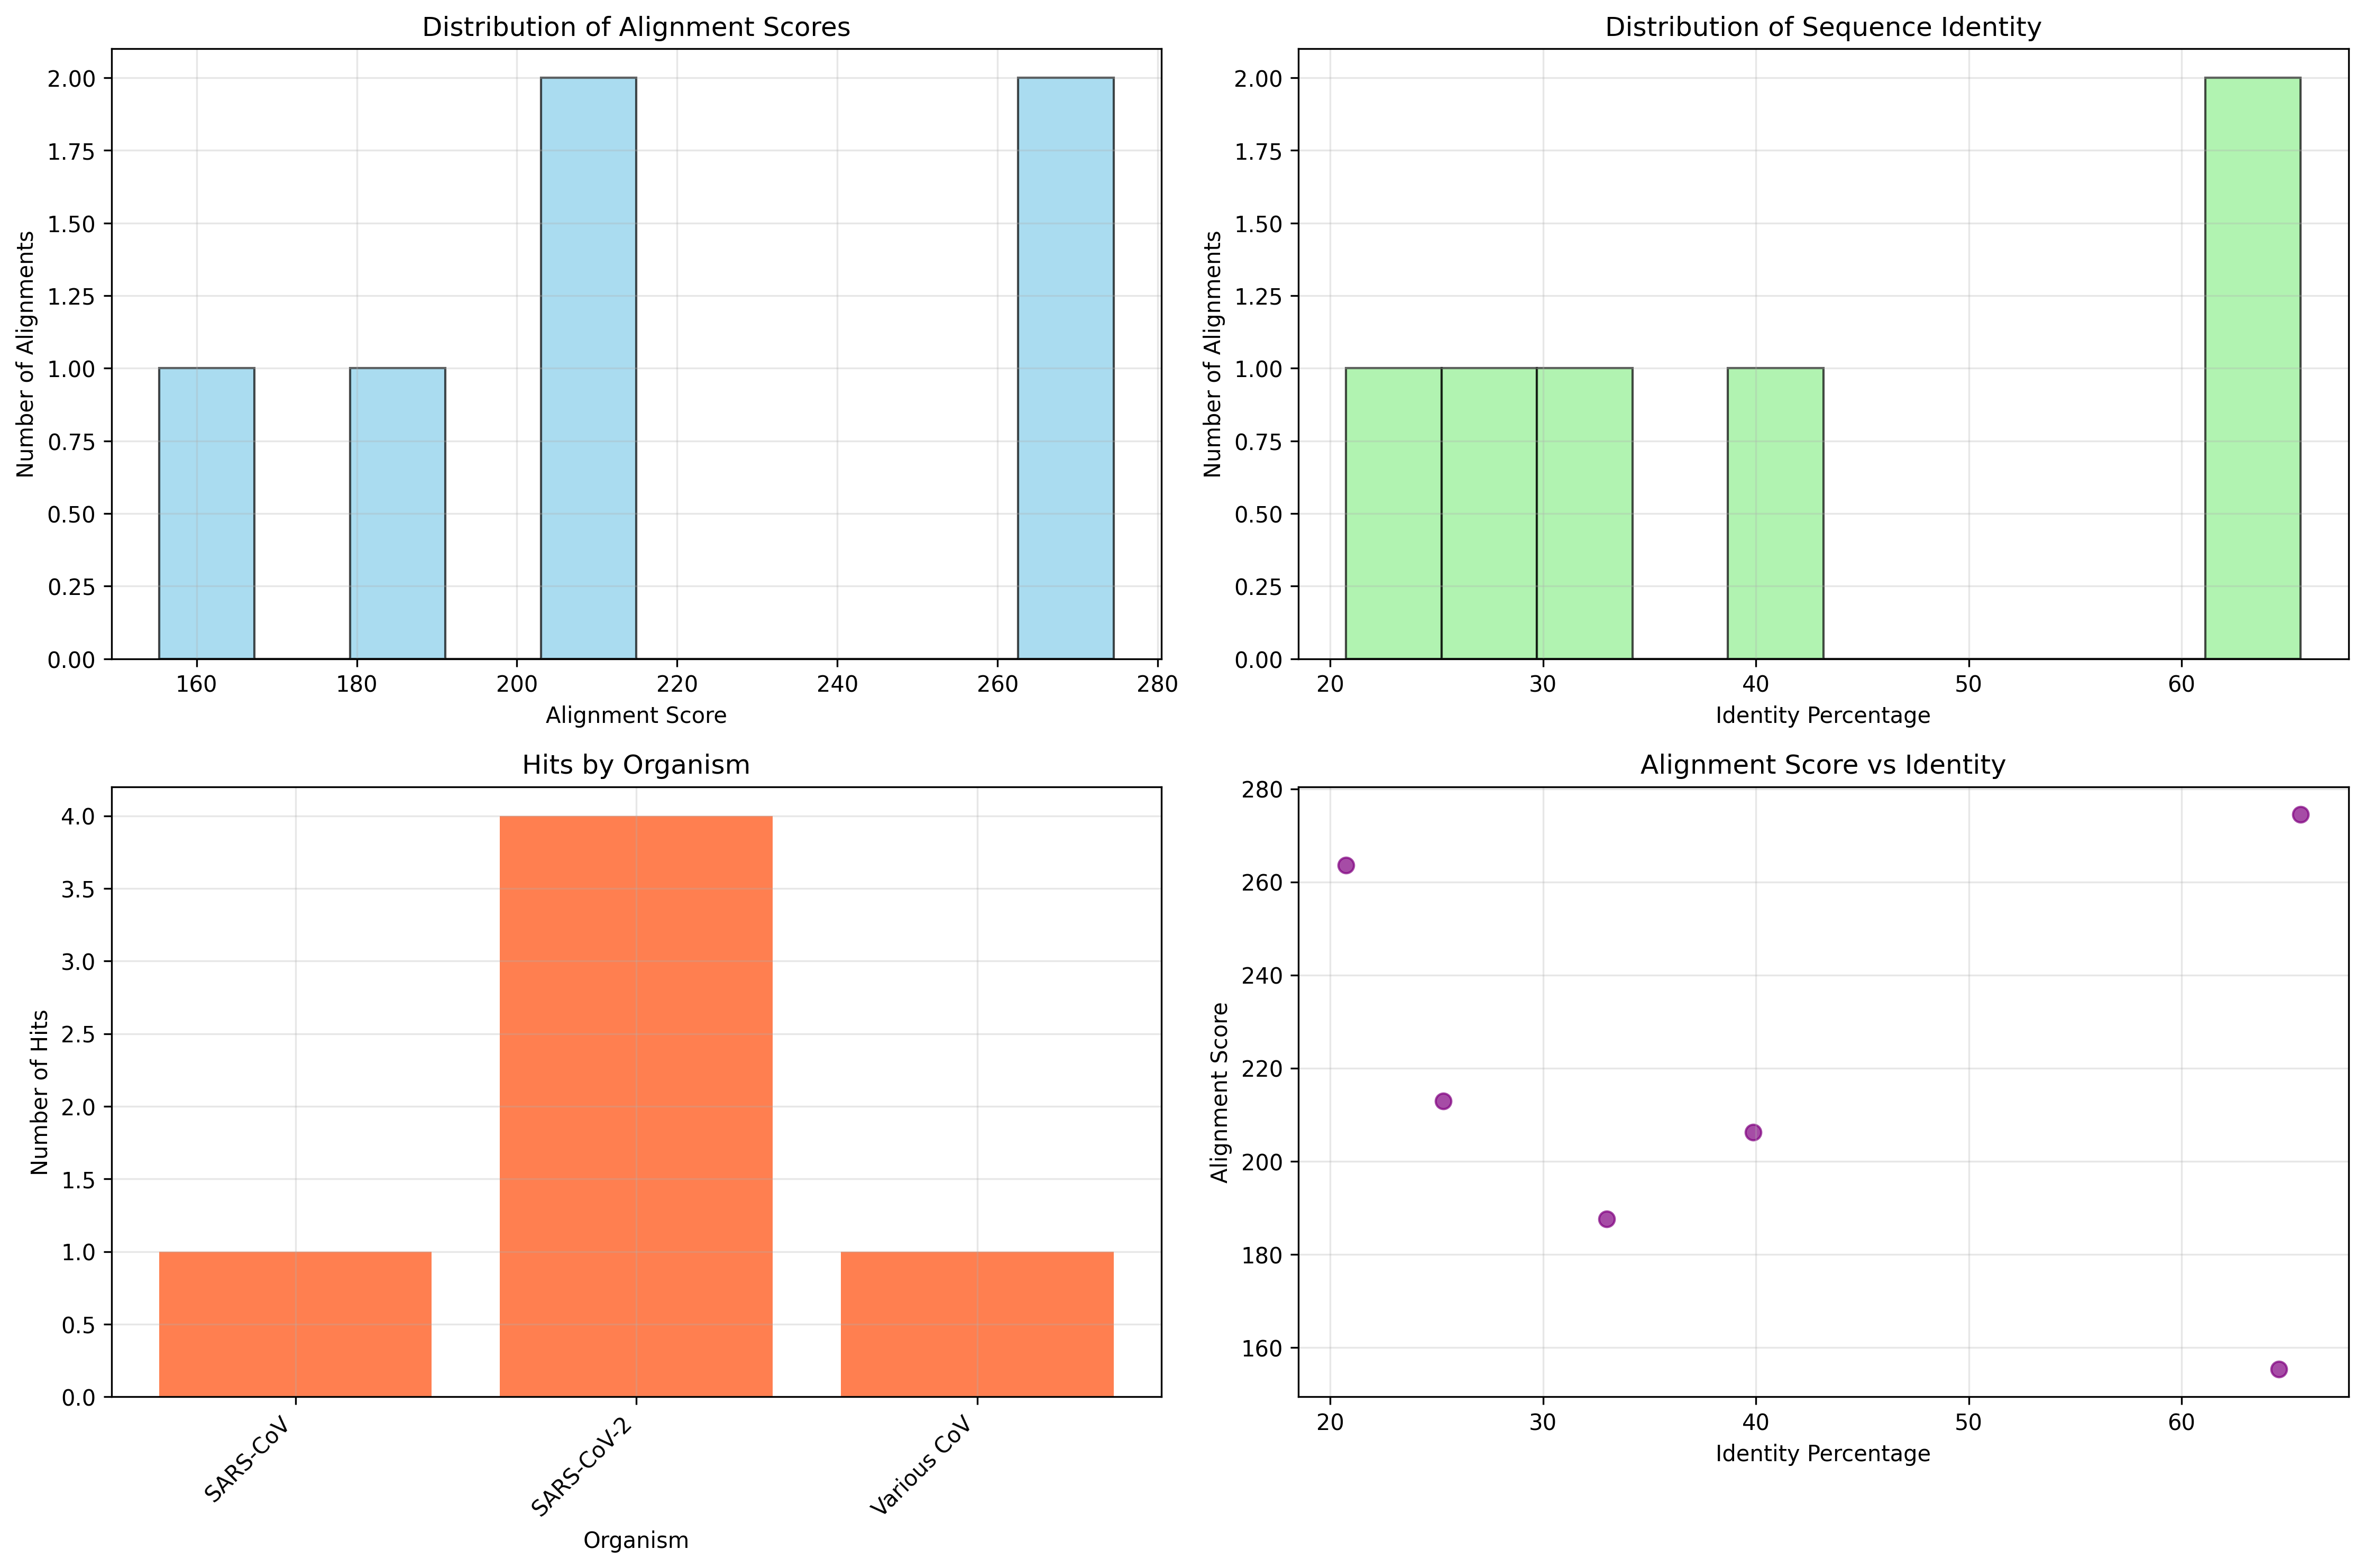 Distribution of Alignment Scores
Number of Alignments
2.00
1.75
1.50
1.25
1.00
0.75
0.50
0.25
0.00
160 180 200 220 240 260 280
Alignment Score
Distribution of Sequence Identity
Number of Alignments
2.00
1.75
1.50
1.25
1.00
0.75
0.50
0.25
0.00
20 30 40 50 60
Identity Percentage
Hits by Organism
Number of Hits
4.0
3.5
3.0
2.5
2.0
1.5
1.0
0.5
0.0
SARS-CoV
SARS-CoV-2
Various CoV
Organism
Alignment Score vs Identity
Alignment Score
280
260
240
220
200
180
160
20 30 40 50 60
Identity Percentage